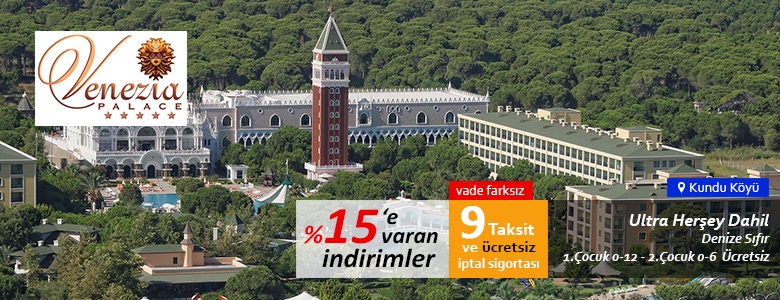 Venezia
PALACE
%15'e varan
indirimler
vade farksız
9 Taksit
ve ücretsiz
iptal sigortası
Kundu Köyü
Ultra Herşey Dahil
Denize Sıfır
1.Çocuk 0-12 - 2.Çocuk 0-6 Ücretsiz